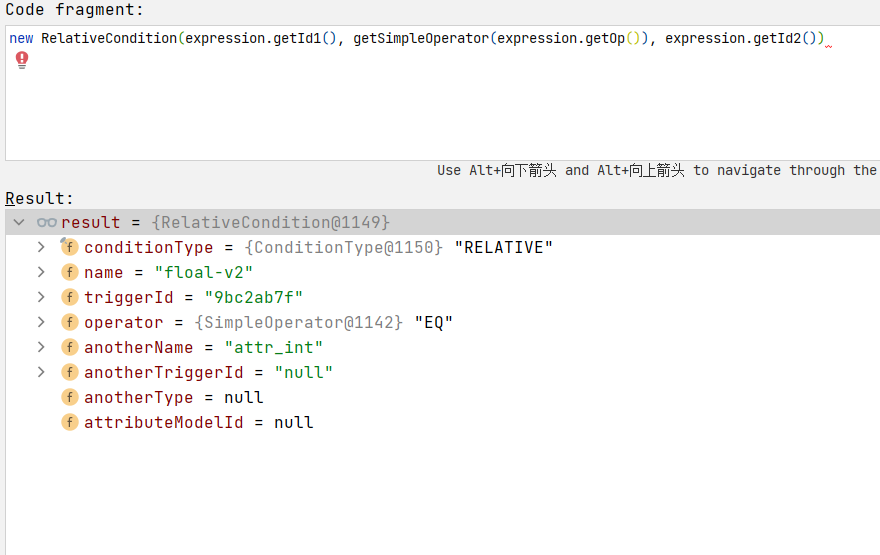 Code fragment:
new RelativeCondition(expression.getId1(), getSimpleOperator(expression.getOp()), expression.getId2())
Use Alt+向下箭头 and Alt+向上箭头 to navigate through the
Result:
result = {RelativeCondition@1149}
conditionType = {ConditionType@1150} "RELATIVE"
name = "floal-v2"
triggerId = "9bc2ab7f"
operator = {SimpleOperator@1142} "EQ"
anotherName = "attr_int"
anotherTriggerId = "null"
anotherType = null
attributeModelId = null